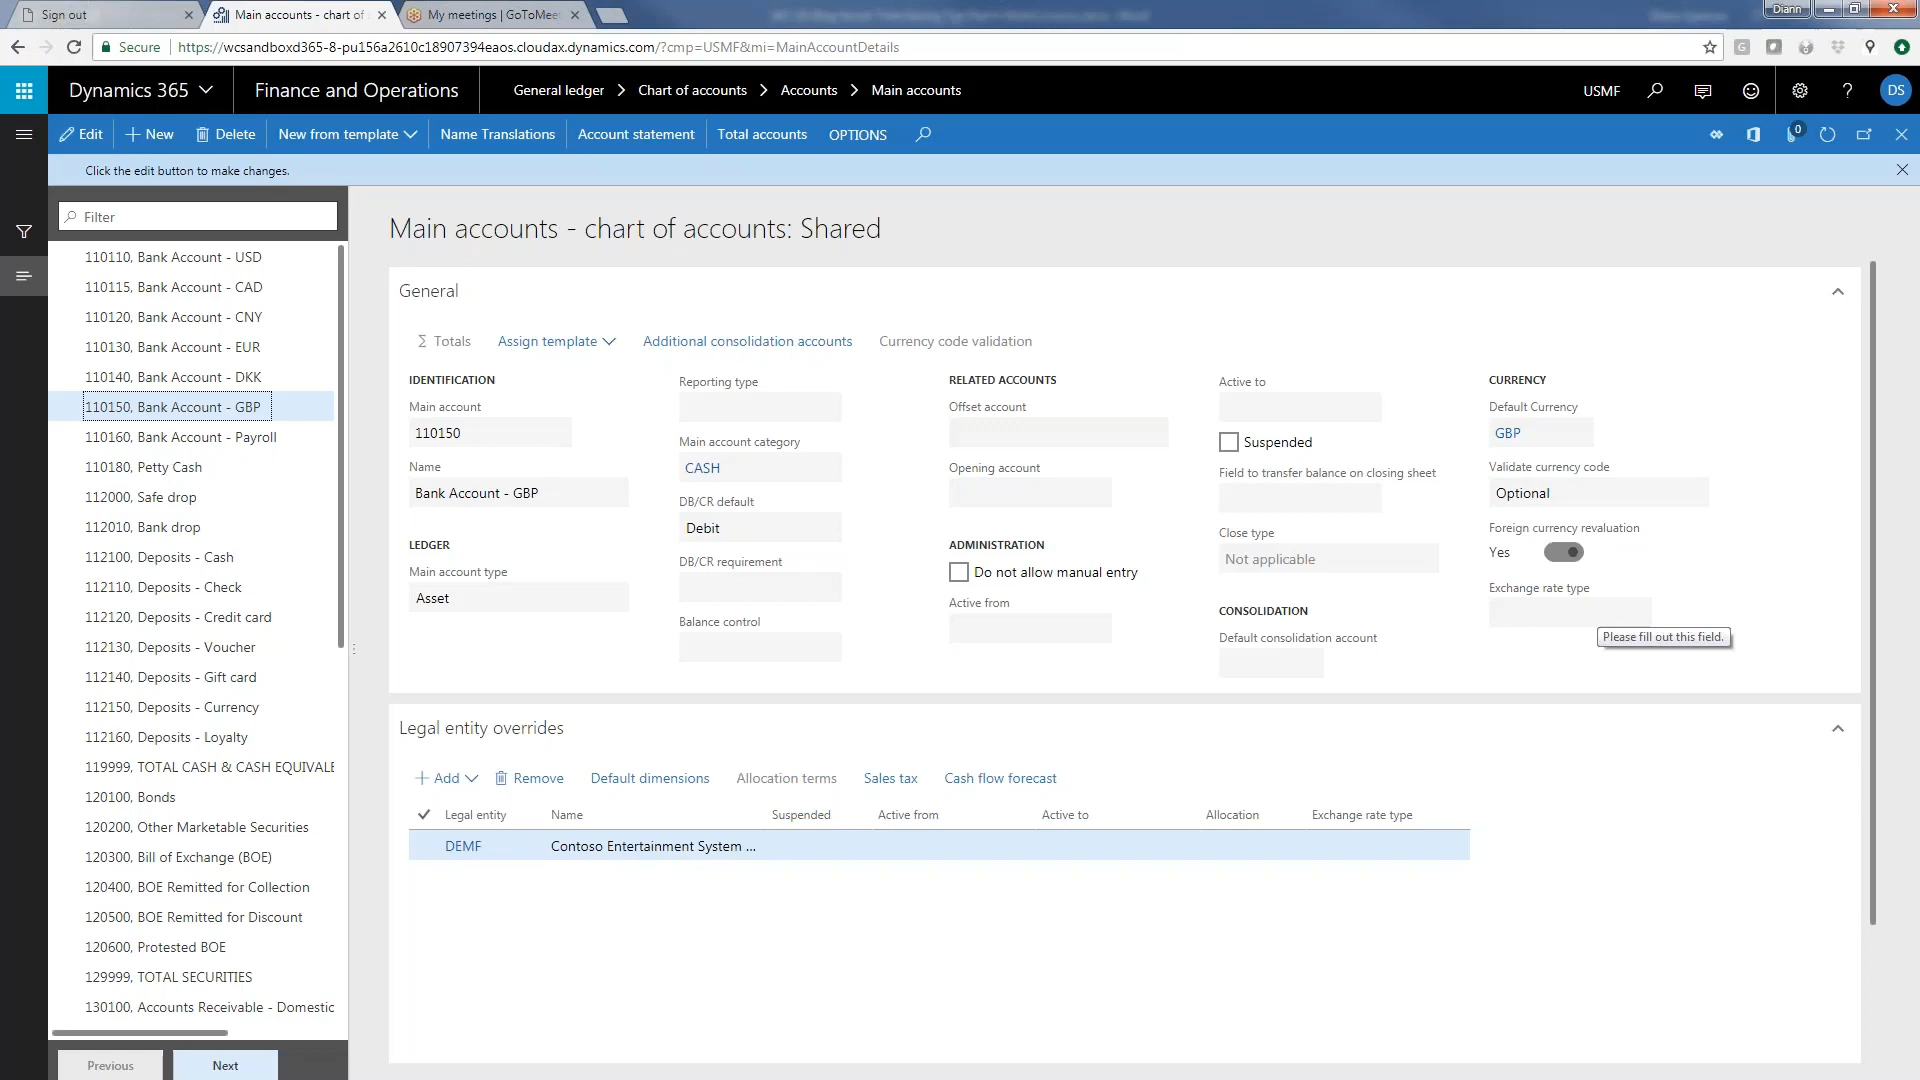 Sign out
Main accounts - chart of
My meetings | GoToMee
Diann
Secure
https://wcsandboxd365-8-pu156a2610c18907394eaos.cloudax.dynamics.com/?cmp=USMF&mi=MainAccountDetails
Dynamics 365
Finance and Operations
General ledger > Chart of accounts > Accounts > Main accounts
USMF
DS
Edit
New
Delete
New from template
Name Translations
Account statement
Total accounts
OPTIONS
0
Click the edit button to make changes.
Filter
110110, Bank Account - USD
110115, Bank Account - CAD
110120, Bank Account - CNY
110130, Bank Account - EUR
110140, Bank Account - DKK
110150, Bank Account - GBP
110160, Bank Account - Payroll
110180, Petty Cash
112000, Safe drop
112010, Bank drop
112100, Deposits - Cash
112110, Deposits - Check
112120, Deposits - Credit card
112130, Deposits - Voucher
112140, Deposits - Gift card
112150, Deposits - Currency
112160, Deposits - Loyalty
119999, TOTAL CASH & CASH EQUIVALE
120100, Bonds
120200, Other Marketable Securities
120300, Bill of Exchange (BOE)
120400, BOE Remitted for Collection
120500, BOE Remitted for Discount
120600, Protested BOE
129999, TOTAL SECURITIES
130100, Accounts Receivable - Domestic
Previous
Next
Main accounts - chart of accounts: Shared
General
Σ Totals
Assign template
Additional consolidation accounts
Currency code validation
IDENTIFICATION
Main account
110150
Name
Bank Account - GBP
LEDGER
Main account type
Asset
Reporting type
Main account category
CASH
DB/CR default
Debit
DB/CR requirement
Balance control
RELATED ACCOUNTS
Offset account
Opening account
ADMINISTRATION
Do not allow manual entry
Active from
Active to
Suspended
Field to transfer balance on closing sheet
Close type
Not applicable
CONSOLIDATION
Default consolidation account
CURRENCY
Default Currency
GBP
Validate currency code
Optional
Foreign currency revaluation
Yes
Exchange rate type
Please fill out this field.
Legal entity overrides
Add
Remove
Default dimensions
Allocation terms
Sales tax
Cash flow forecast
Legal entity Name Suspended Active from Active to Allocation Exchange rate type
DEMF Contoso Entertainment System ...